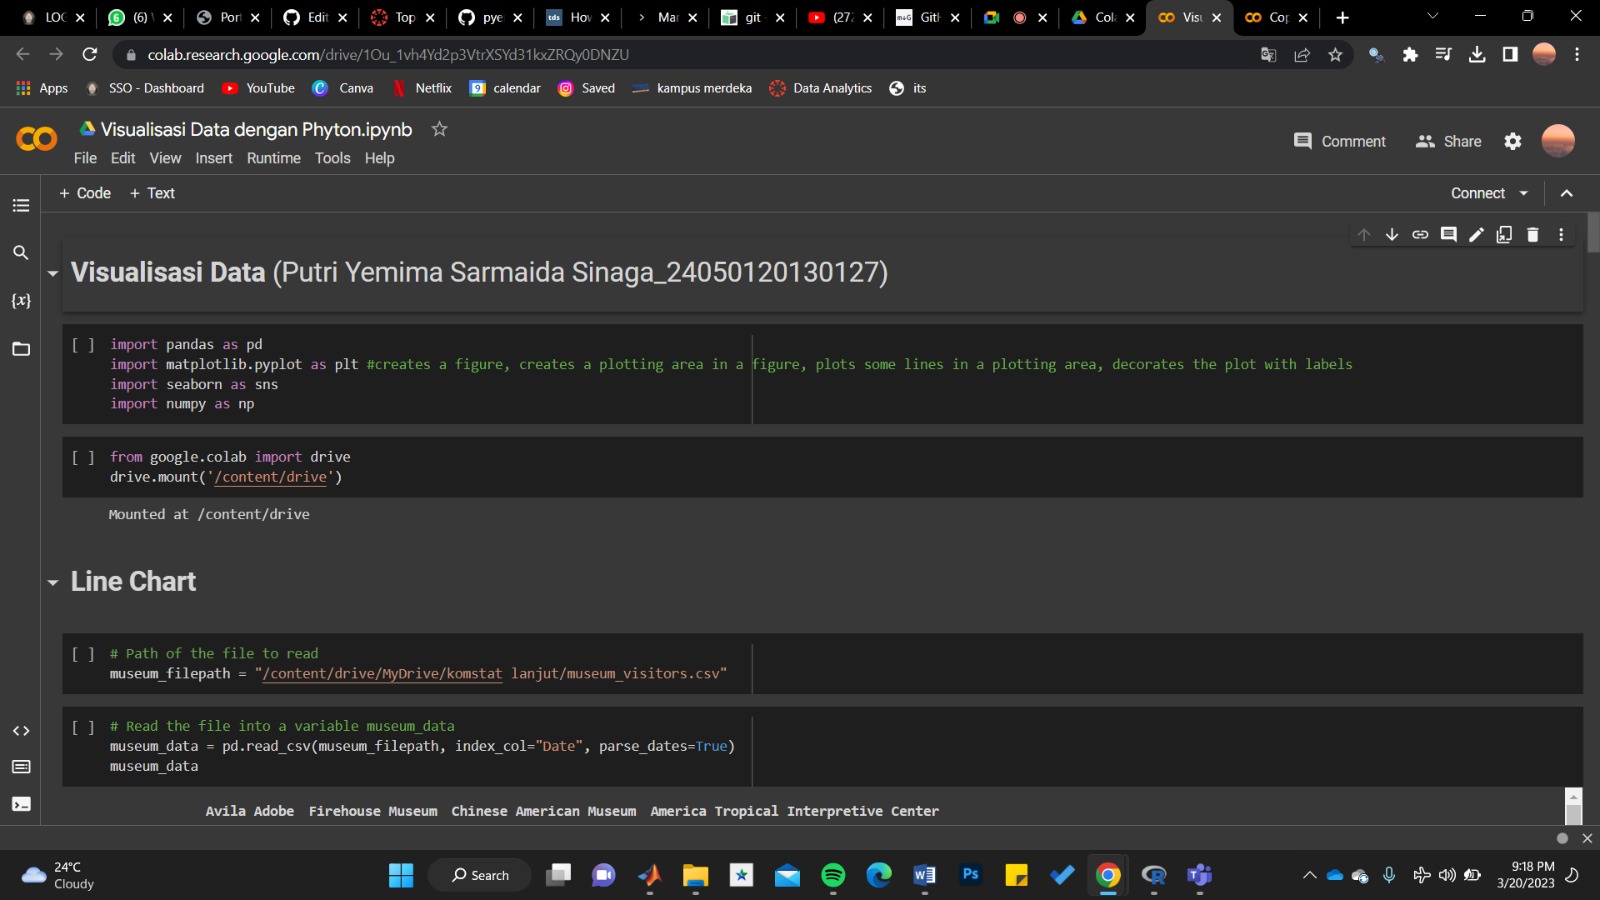 LOG
(6) \
Port
Edit
Top
pye
tds
Hov
Mar
git
(272
m↓G
Gith
Col
Visu
Cop
colab.research.google.com/drive/1Ou_1vh4Yd2p3VtrXSYd31kxZRQy0DNZU
Apps
SSO - Dashboard
YouTube
Canva
Netflix
9
calendar
Saved
kampus merdeka
Data Analytics
its
Visualisasi Data dengan Phyton.ipynb
File Edit View Insert Runtime Tools Help
Comment
Share
+ Code + Text
Connect
Visualisasi Data (Putri Yemima Sarmaida Sinaga_24050120130127)
[ ] import pandas as pd
import matplotlib.pyplot as plt #creates a figure, creates a plotting area in a figure, plots some lines in a plotting area, decorates the plot with labels
import seaborn as sns
import numpy as np
{x}
[ ] from google.colab import drive
drive.mount('/content/drive')
Mounted at /content/drive
Line Chart
[ ] # Path of the file to read
museum_filepath = "/content/drive/MyDrive/komstat lanjut/museum_visitors.csv"
[ ] # Read the file into a variable museum_data
museum_data = pd.read_csv(museum_filepath, index_col="Date", parse_dates=True)
museum_data
Avila Adobe Firehouse Museum Chinese American Museum America Tropical Interpretive Center
24°C
Cloudy
Search
Ps
9:18 PM
3/20/2023